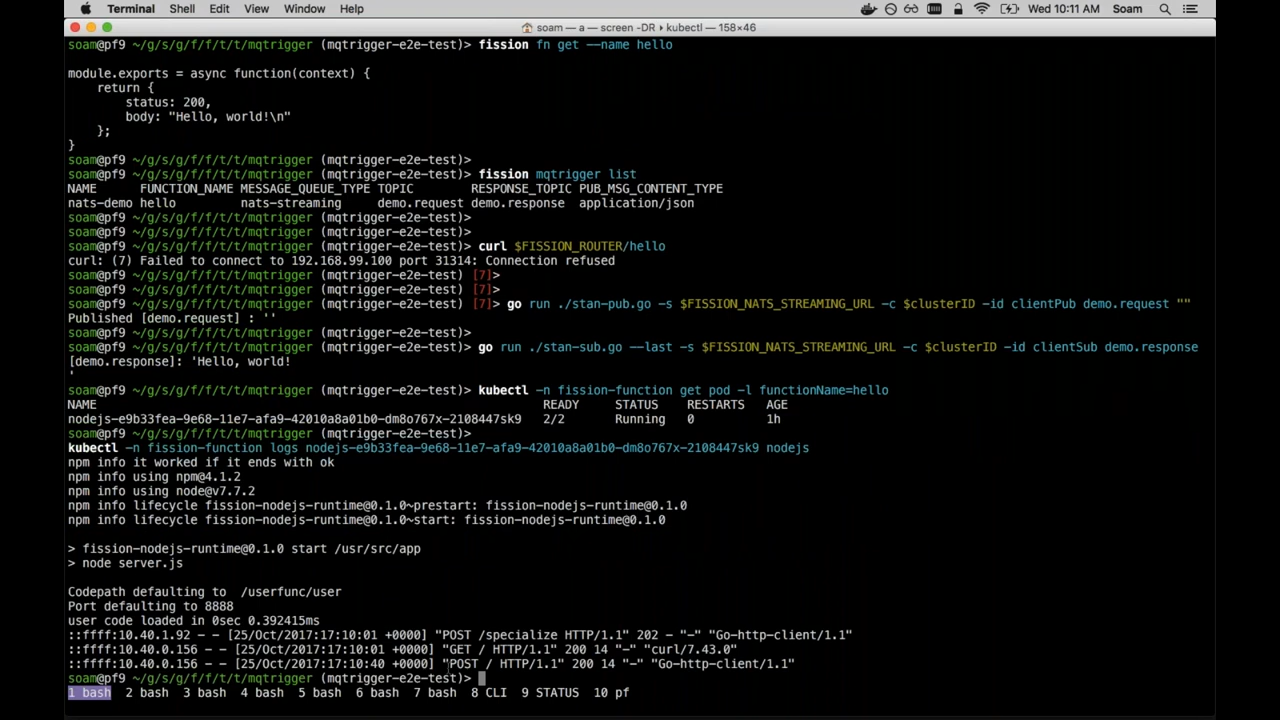 Terminal Shell Edit View Window Help Wed 10:11 AM Soam
soam — a — screen -DR ▸ kubectl — 158×46
soam@pf9 ~/g/s/g/f/f/t/t/mqtrigger (mqtrigger-e2e-test)> fission fn get --name hello
module.exports = async function(context) {
    return {
        status: 200,
        body: "Hello, world!\n"
    };
}
soam@pf9 ~/g/s/g/f/f/t/t/mqtrigger (mqtrigger-e2e-test)>
soam@pf9 ~/g/s/g/f/f/t/t/mqtrigger (mqtrigger-e2e-test)> fission mqtrigger list
NAME FUNCTION_NAME MESSAGE_QUEUE_TYPE TOPIC RESPONSE_TOPIC PUB_MSG_CONTENT_TYPE
nats-demo hello nats-streaming demo.request demo.response application/json
soam@pf9 ~/g/s/g/f/f/t/t/mqtrigger (mqtrigger-e2e-test)>
soam@pf9 ~/g/s/g/f/f/t/t/mqtrigger (mqtrigger-e2e-test)>
soam@pf9 ~/g/s/g/f/f/t/t/mqtrigger (mqtrigger-e2e-test)> curl $FISSION_ROUTER/hello
curl: (7) Failed to connect to 192.168.99.100 port 31314: Connection refused
soam@pf9 ~/g/s/g/f/f/t/t/mqtrigger (mqtrigger-e2e-test) [7]>
soam@pf9 ~/g/s/g/f/f/t/t/mqtrigger (mqtrigger-e2e-test) [7]>
soam@pf9 ~/g/s/g/f/f/t/t/mqtrigger (mqtrigger-e2e-test) [7]> go run ./stan-pub.go -s $FISSION_NATS_STREAMING_URL -c $clusterID -id clientPub demo.request ""
Published [demo.request] : ''
soam@pf9 ~/g/s/g/f/f/t/t/mqtrigger (mqtrigger-e2e-test)>
soam@pf9 ~/g/s/g/f/f/t/t/mqtrigger (mqtrigger-e2e-test)> go run ./stan-sub.go --last -s $FISSION_NATS_STREAMING_URL -c $clusterID -id clientSub demo.response
[demo.response]: 'Hello, world!
'
soam@pf9 ~/g/s/g/f/f/t/t/mqtrigger (mqtrigger-e2e-test)> kubectl -n fission-function get pod -l functionName=hello
NAME READY STATUS RESTARTS AGE
nodejs-e9b33fea-9e68-11e7-afa9-42010a8a01b0-dm8o767x-2108447sk9 2/2 Running 0 1h
soam@pf9 ~/g/s/g/f/f/t/t/mqtrigger (mqtrigger-e2e-test)>
kubectl -n fission-function logs nodejs-e9b33fea-9e68-11e7-afa9-42010a8a01b0-dm8o767x-2108447sk9 nodejs
npm info it worked if it ends with ok
npm info using npm@4.1.2
npm info using node@v7.7.2
npm info lifecycle fission-nodejs-runtime@0.1.0~prestart: fission-nodejs-runtime@0.1.0
npm info lifecycle fission-nodejs-runtime@0.1.0~start: fission-nodejs-runtime@0.1.0
> fission-nodejs-runtime@0.1.0 start /usr/src/app
> node server.js
Codepath defaulting to  /userfunc/user
Port defaulting to 8888
user code loaded in 0sec 0.392415ms
::ffff:10.40.1.92 - - [25/Oct/2017:17:10:01 +0000] "POST /specialize HTTP/1.1" 202 - "-" "Go-http-client/1.1"
::ffff:10.40.0.156 - - [25/Oct/2017:17:10:01 +0000] "GET / HTTP/1.1" 200 14 "-" "curl/7.43.0"
::ffff:10.40.0.156 - - [25/Oct/2017:17:10:40 +0000] "POST / HTTP/1.1" 200 14 "-" "Go-http-client/1.1"
soam@pf9 ~/g/s/g/f/f/t/t/mqtrigger (mqtrigger-e2e-test)>
1 bash 2 bash 3 bash 4 bash 5 bash 6 bash 7 bash 8 CLI 9 STATUS 10 pf